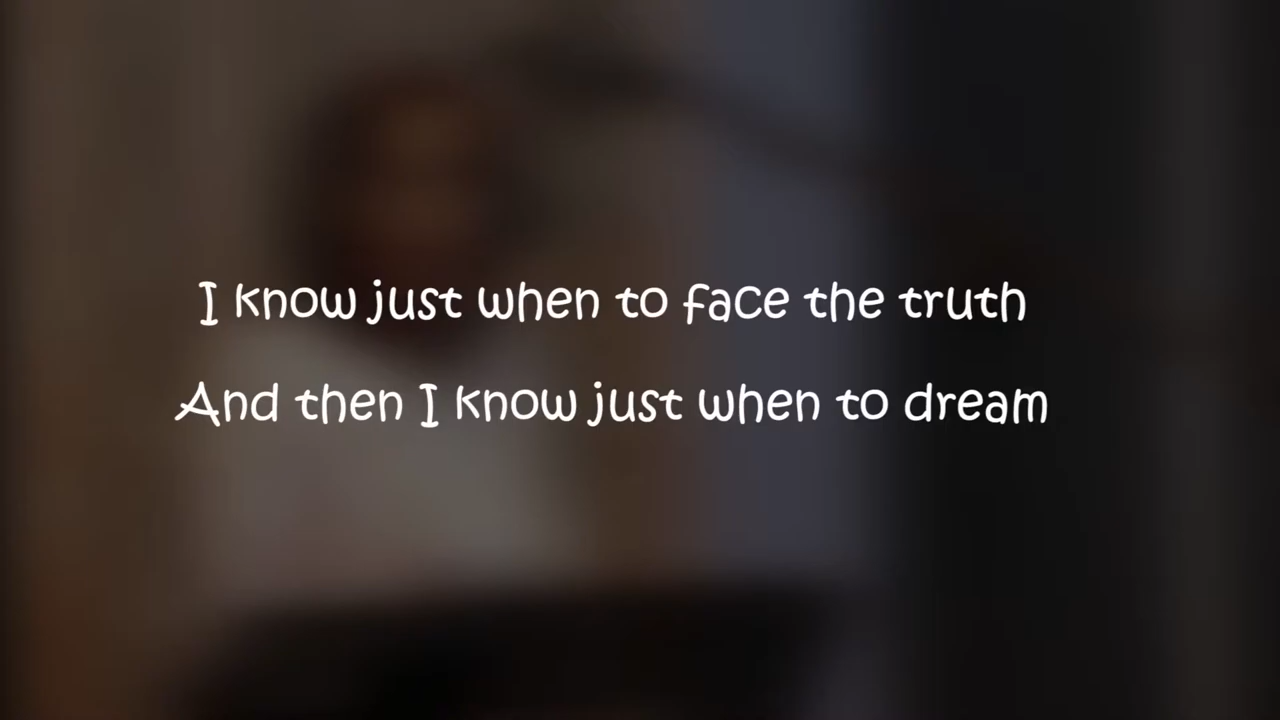 I know just when to face the truth
And then I know just when to dream